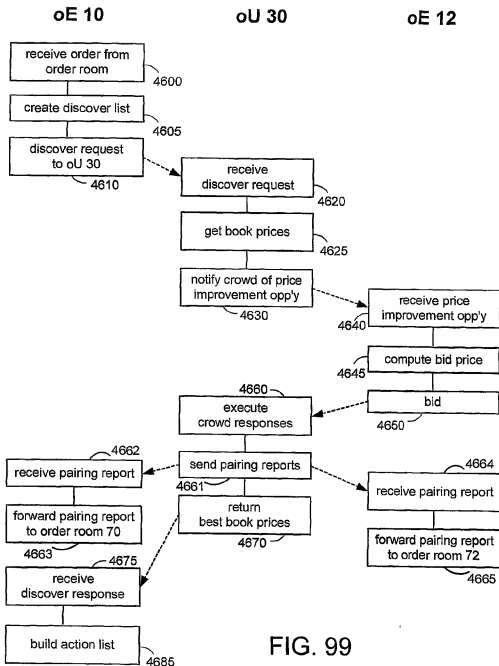 oE 10
oU 30
oE 12
receive order from
order room
4600
create discover list
4605
discover request
to oU 30
4610
receive
discover request
4620
get book prices
4625
notify crowd of price
improvement opp'y
4630
receive price
improvement opp'y
4640
compute bid price
4645
bid
4650
4660
execute
crowd responses
4662
receive pairing report
send pairing reports
4661
4664
receive pairing report
forward pairing report
to order room 70
4663
return
best book prices
4670
forward pairing report
to order room 72
4665
4675
receive
discover response
build action list
4685
FIG. 99